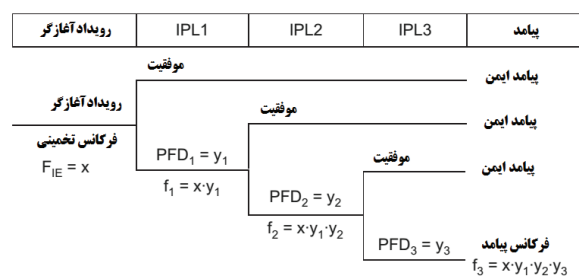 رویداد آغازگر IPL1 IPL2 IPL3 پیامد
موفقیت پیامد ایمن
رویداد آغازگر موفقیت پیامد ایمن
فرکانس تخمینی
F_IE = x
PFD₁ = y₁ موفقیت پیامد ایمن
f₁ = x·y₁
PFD₂ = y₂
f₂ = x·y₁·y₂
PFD₃ = y₃ فرکانس پیامد
f₃ = x·y₁·y₂·y₃